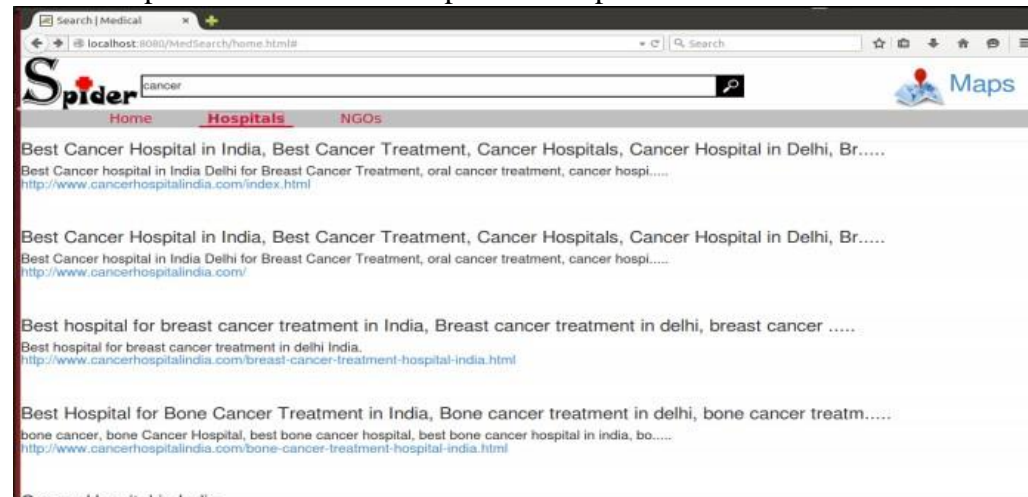 Search | Medical
localhost:8080/MedSearch/home.html#
Search
Spider
cancer
Maps
Home Hospitals NGOs
Best Cancer Hospital in India, Best Cancer Treatment, Cancer Hospitals, Cancer Hospital in Delhi, Br.....
Best Cancer hospital in India Delhi for Breast Cancer Treatment, oral cancer treatment, cancer hospi.....
http://www.cancerhospitalindia.com/index.html
Best Cancer Hospital in India, Best Cancer Treatment, Cancer Hospitals, Cancer Hospital in Delhi, Br.....
Best Cancer hospital in India Delhi for Breast Cancer Treatment, oral cancer treatment, cancer hospi.....
http://www.cancerhospitalindia.com/
Best hospital for breast cancer treatment in India, Breast cancer treatment in delhi, breast cancer .....
Best hospital for breast cancer treatment in delhi India.
http://www.cancerhospitalindia.com/breast-cancer-treatment-hospital-india.html
Best Hospital for Bone Cancer Treatment in India, Bone cancer treatment in delhi, bone cancer treatm.....
bone cancer, bone Cancer Hospital, best bone cancer hospital, best bone cancer hospital in india, bo.....
http://www.cancerhospitalindia.com/bone-cancer-treatment-hospital-india.html